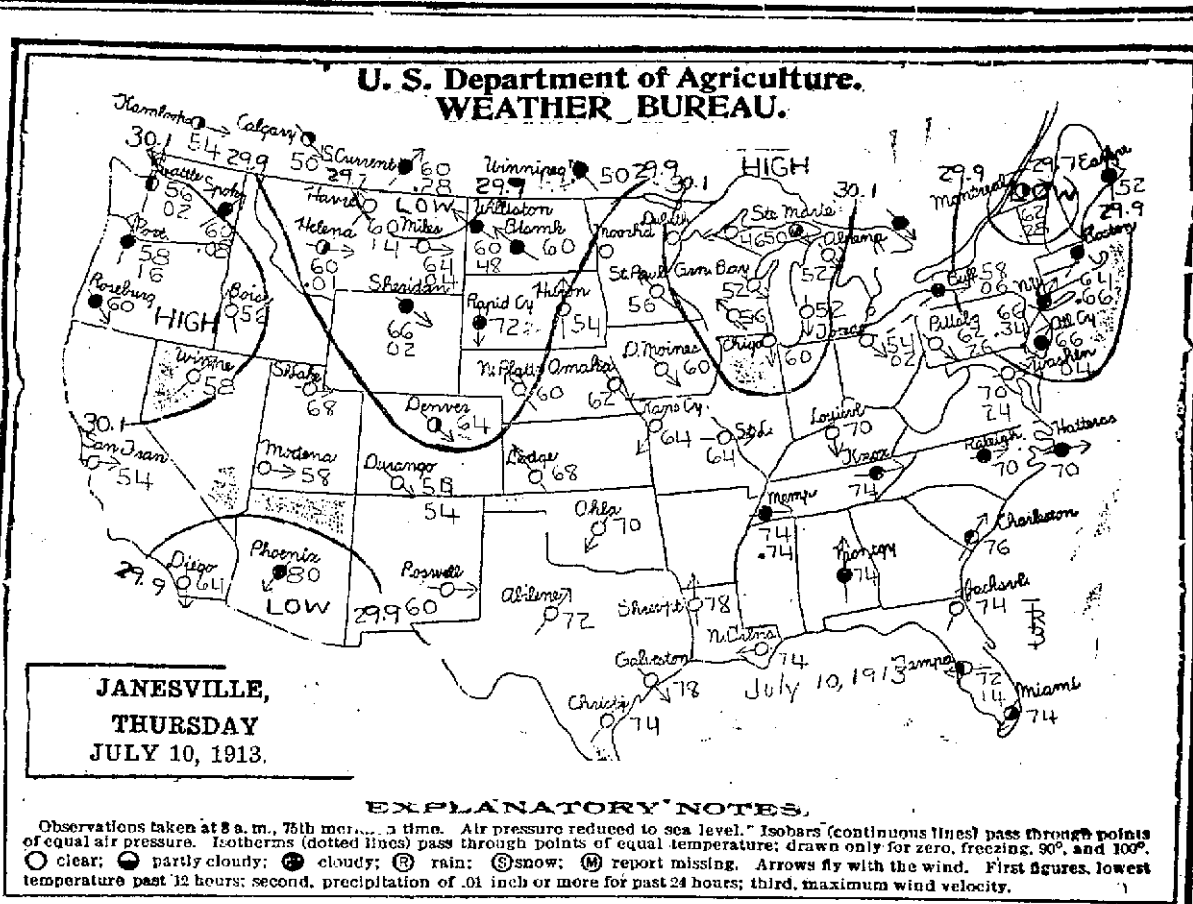 U. S. Department of Agriculture.
WEATHER BUREAU.
Kamloops
54
Calgary
50
S. Current
60
.28
Winnipeg
50
HIGH
30.1
29.9
29.7
29.9
29.9
30.1
30.1
29.9
29.7
Eastport
52
29.9
Montreal
LOW
62
28
Seattle
56
02
Spok
60
.08
Havre
60
14
LOW
Helena
60
.01
Miles
64
04
Williston
60
48
Bismk
60
Moorhd
Duluth
46
Ste Marie
50
Alpena
52
Port
58
16
Roseburg
60
HIGH
Boise
56
Sheridan
66
02
Rapid Cy
72
Huron
54
St Paul
56
Grn. Bay
52
56
52
Buff
58
06
Boston
64
.66
N.Y.
66
.34
Atl Cy
66
04
Pittsbg
62
26
Winne
58
S. Lake
68
N. Platt
60
Omaha
62
D. Moines
60
Chigo
60
54
02
Washen
70
24
30.1
San Fran
54
Modena
58
Denver
64
Durango
58
54
Dodge
68
Kans Cy.
64
St. L
64
Louisvl
70
Knox
74
Raleigh
70
Hatteras
70
Okla
70
Memp
74
.74
Montgy
74
Charleston
76
29.9
Diego
64
Phoenix
80
LOW
29.9
Roswell
60
Abilene
72
Shrevpt
78
N. Orlns
74
Jacksvle
74
Galveston
78
Christy
74
July 10, 1913
Tampa
72
14
Miami
74
JANESVILLE,
THURSDAY
JULY 10, 1913.
EXPLANATORY NOTES.
Observations taken at 8 a. m., 75th time. Air pressure reduced to sea level. Isobars (continuous lines) pass through points
of equal air pressure. Isotherms (dotted lines) pass through points of equal temperature; drawn only for zero, freezing, 90°, and 100°.
clear; partly cloudy; cloudy; Ⓡ rain; Ⓢ snow; Ⓜ report missing. Arrows fly with the wind. First figures, lowest
temperature past 12 hours; second, precipitation of .01 inch or more for past 24 hours; third, maximum wind velocity.